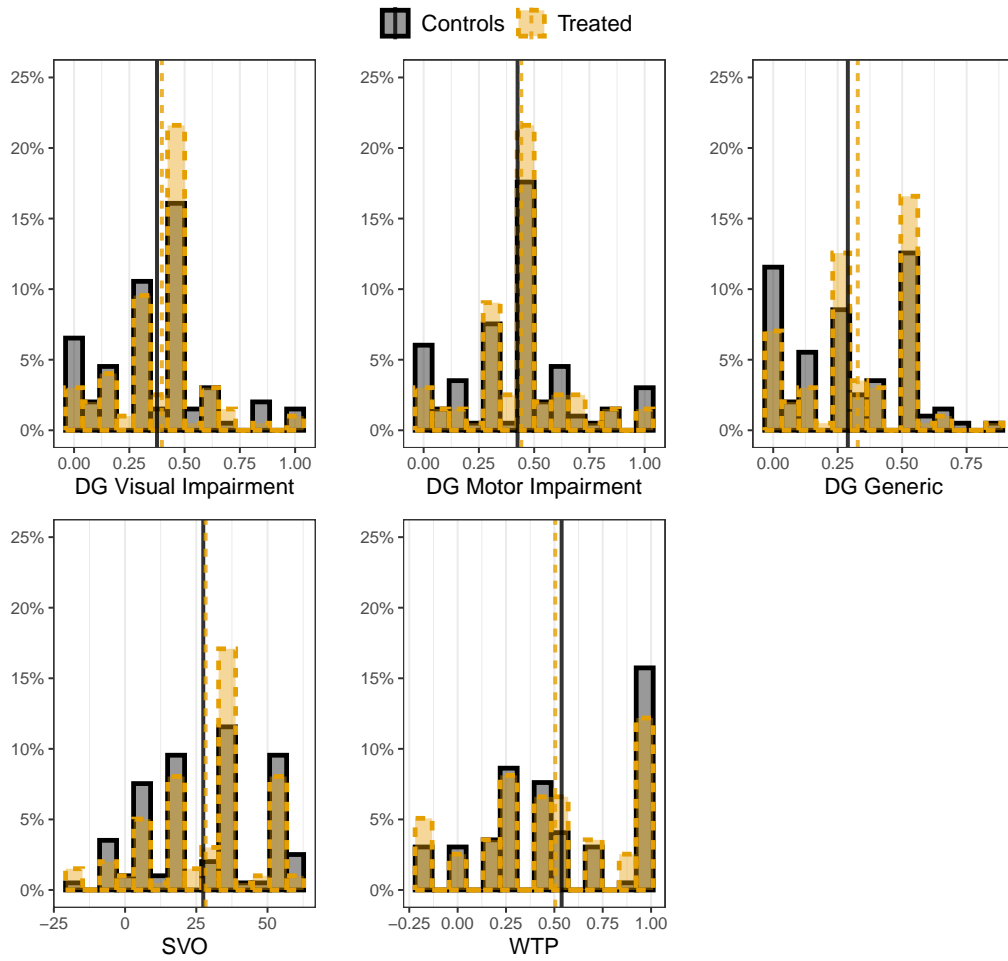 Controls Treated
25%
20%
15%
10%
5%
0%
0.00 0.25 0.50 0.75 1.00
DG Visual Impairment
25%
20%
15%
10%
5%
0%
0.00 0.25 0.50 0.75 1.00
DG Motor Impairment
25%
20%
15%
10%
5%
0%
0.00 0.25 0.50 0.75
DG Generic
25%
20%
15%
10%
5%
0%
−25 0 25 50
SVO
25%
20%
15%
10%
5%
0%
−0.25 0.00 0.25 0.50 0.75 1.00
WTP